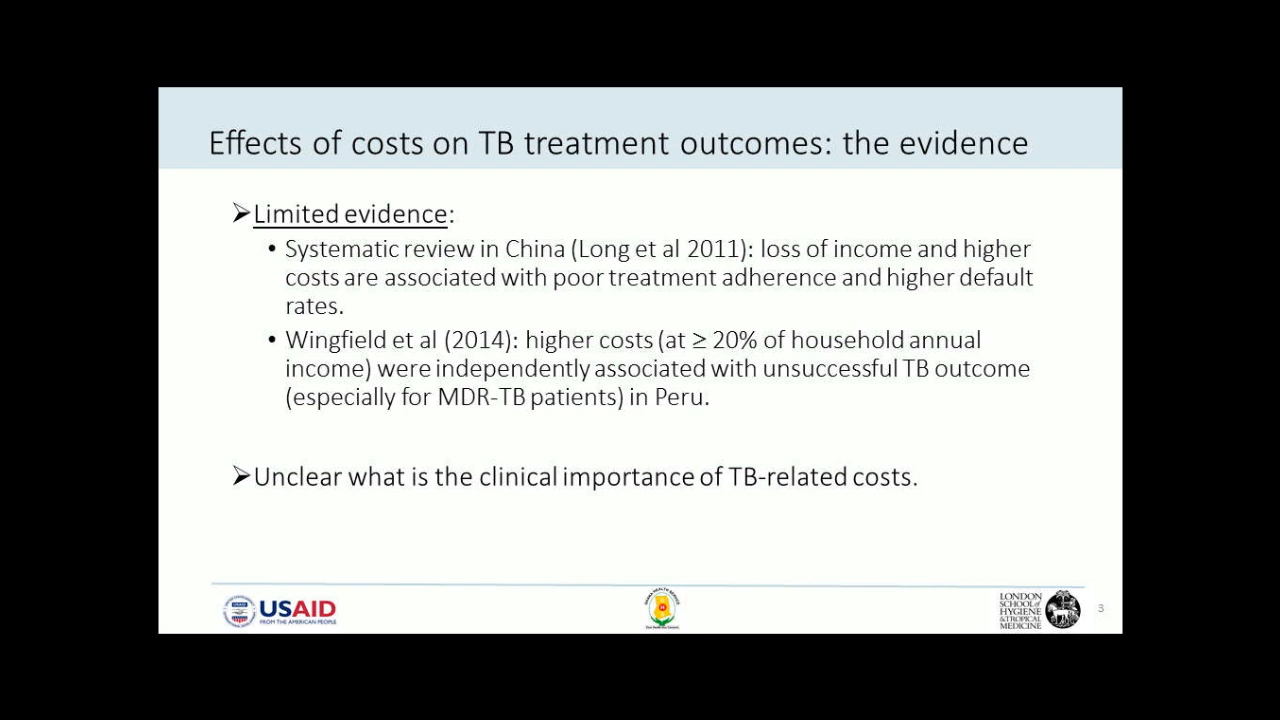 Effects of costs on TB treatment outcomes: the evidence
➢Limited evidence:
• Systematic review in China (Long et al 2011): loss of income and higher
costs are associated with poor treatment adherence and higher default
rates.
• Wingfield et al (2014): higher costs (at ≥ 20% of household annual
income) were independently associated with unsuccessful TB outcome
(especially for MDR-TB patients) in Peru.
➢Unclear what is the clinical importance of TB-related costs.
USAID
FROM THE AMERICAN PEOPLE
GHANA HEALTH SERVICE
LONDON
SCHOOL of
HYGIENE
& TROPICAL
MEDICINE
3